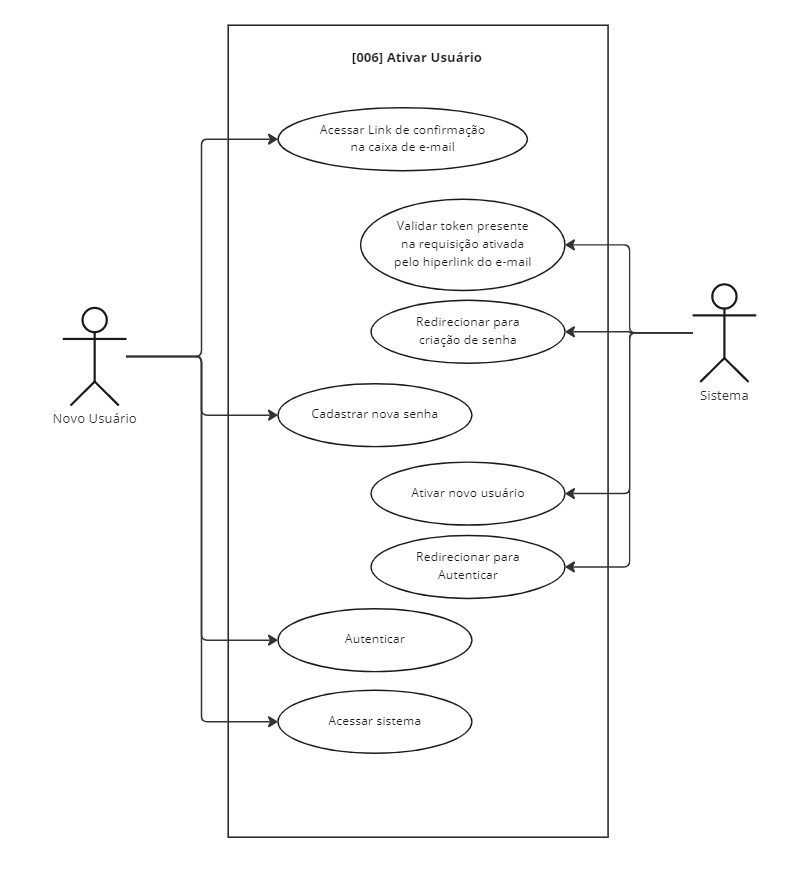 [006] Ativar Usuário
Acessar Link de confirmação
na caixa de e-mail
Validar token presente
na requisição ativada
pelo hiperlink do e-mail
Redirecionar para
criação de senha
Sistema
Novo Usuário
Cadastrar nova senha
Ativar novo usuário
Redirecionar para
Autenticar
Autenticar
Acessar sistema